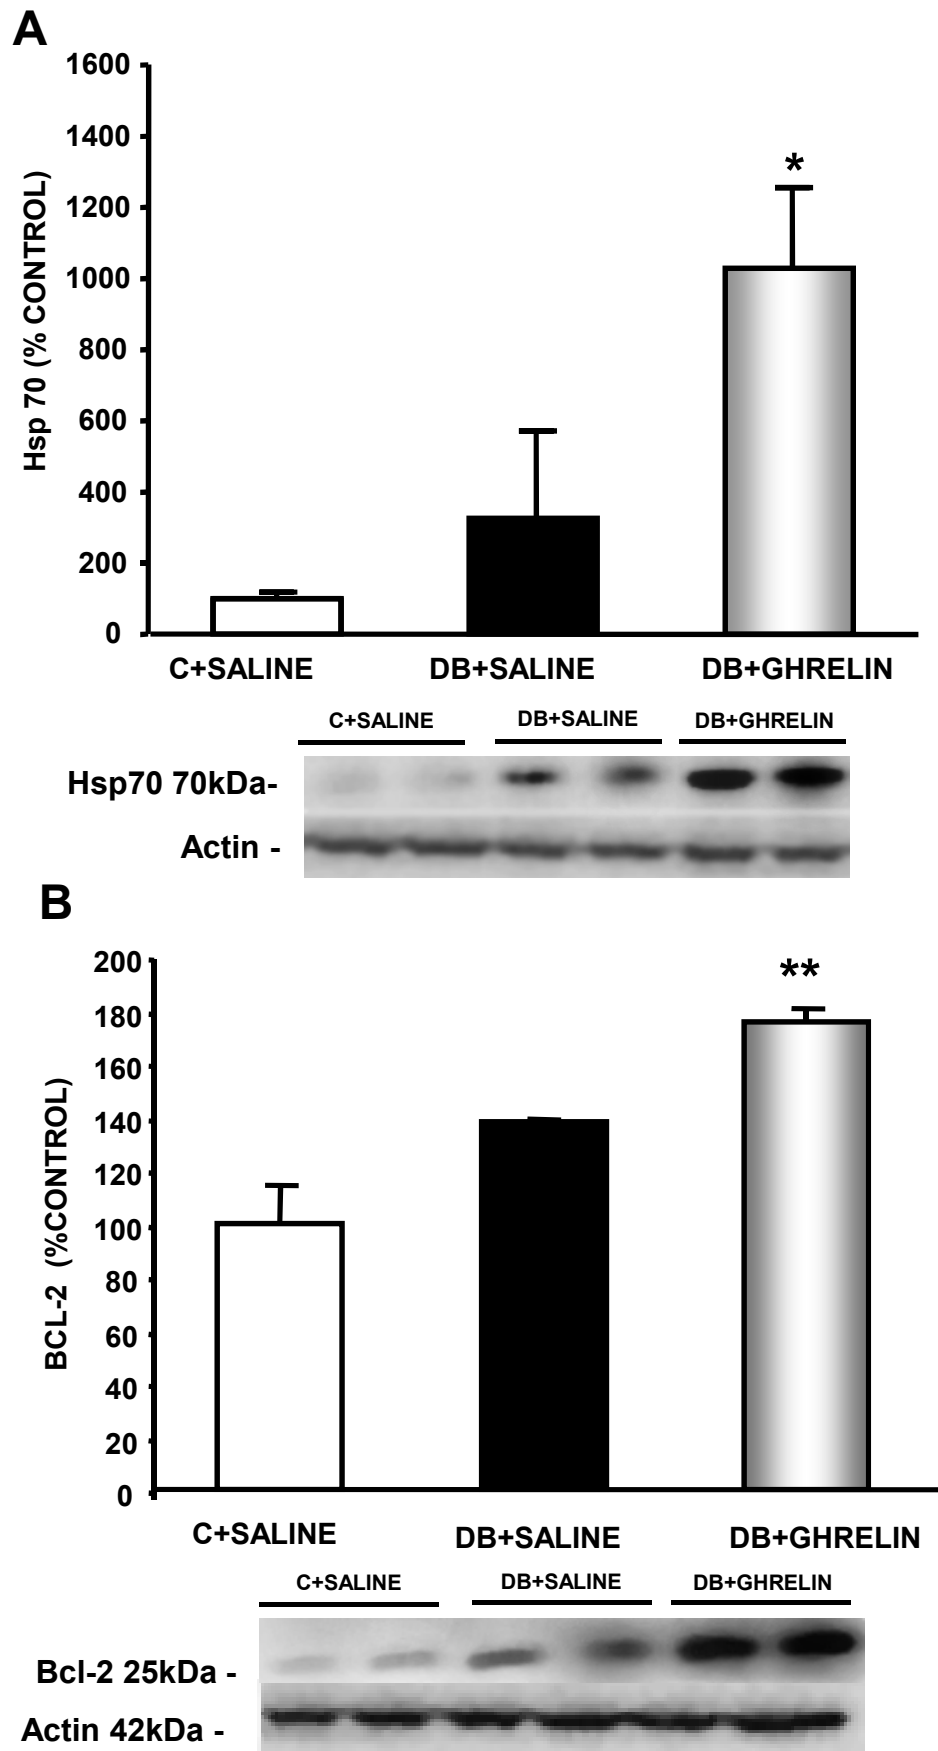 A
1600
1400
1200
1000
800
600
400
200
0
Hsp 70 (% CONTROL)
*
C+SALINE DB+SALINE DB+GHRELIN
C+SALINE DB+SALINE DB+GHRELIN
Hsp70 70kDa-
Actin -
B
200
180
160
140
120
100
80
60
40
20
0
BCL-2 (%CONTROL)
**
C+SALINE DB+SALINE DB+GHRELIN
C+SALINE DB+SALINE DB+GHRELIN
Bcl-2 25kDa -
Actin 42kDa -